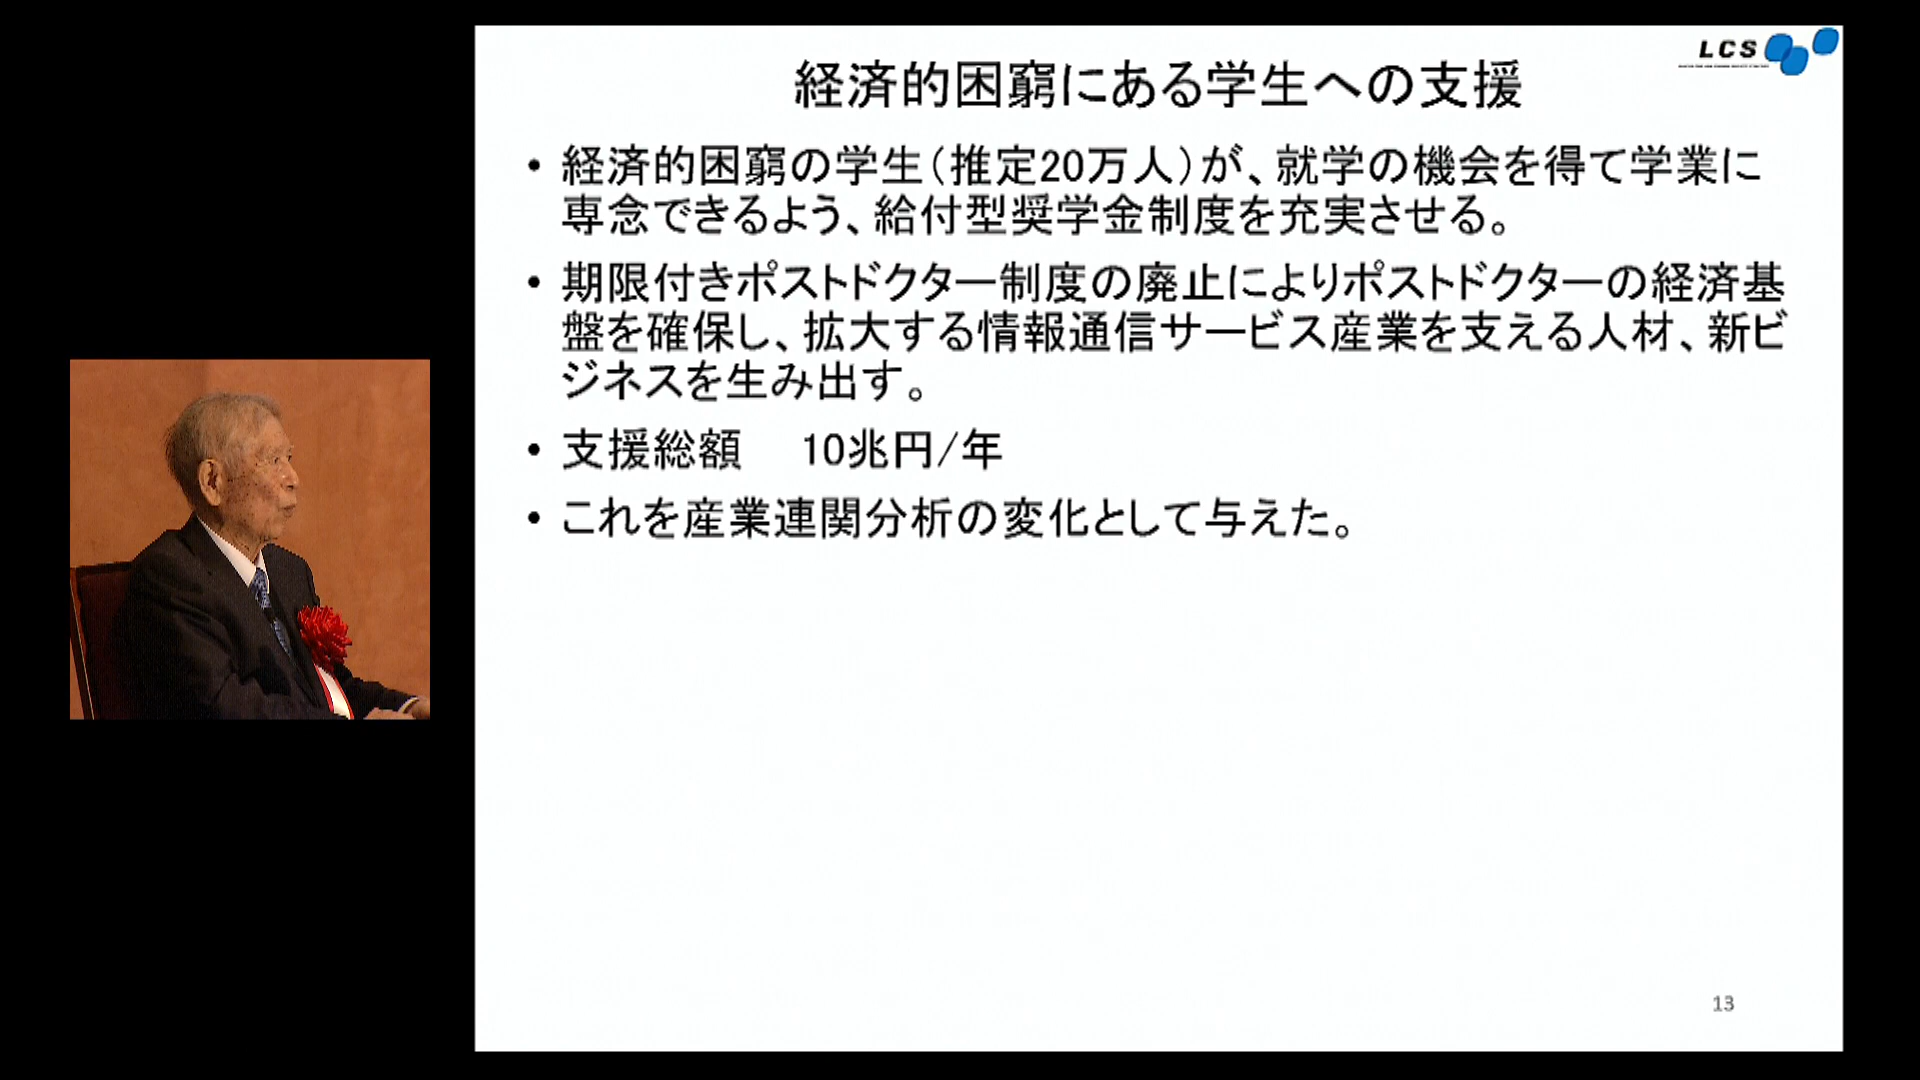 LCS
経済的困窮にある学生への支援
• 経済的困窮の学生(推定20万人)が、就学の機会を得て学業に
専念できるよう、給付型奨学金制度を充実させる。
• 期限付きポストドクター制度の廃止によりポストドクターの経済基
盤を確保し、拡大する情報通信サービス産業を支える人材、新ビ
ジネスを生み出す。
• 支援総額　10兆円/年
• これを産業連関分析の変化として与えた。
13